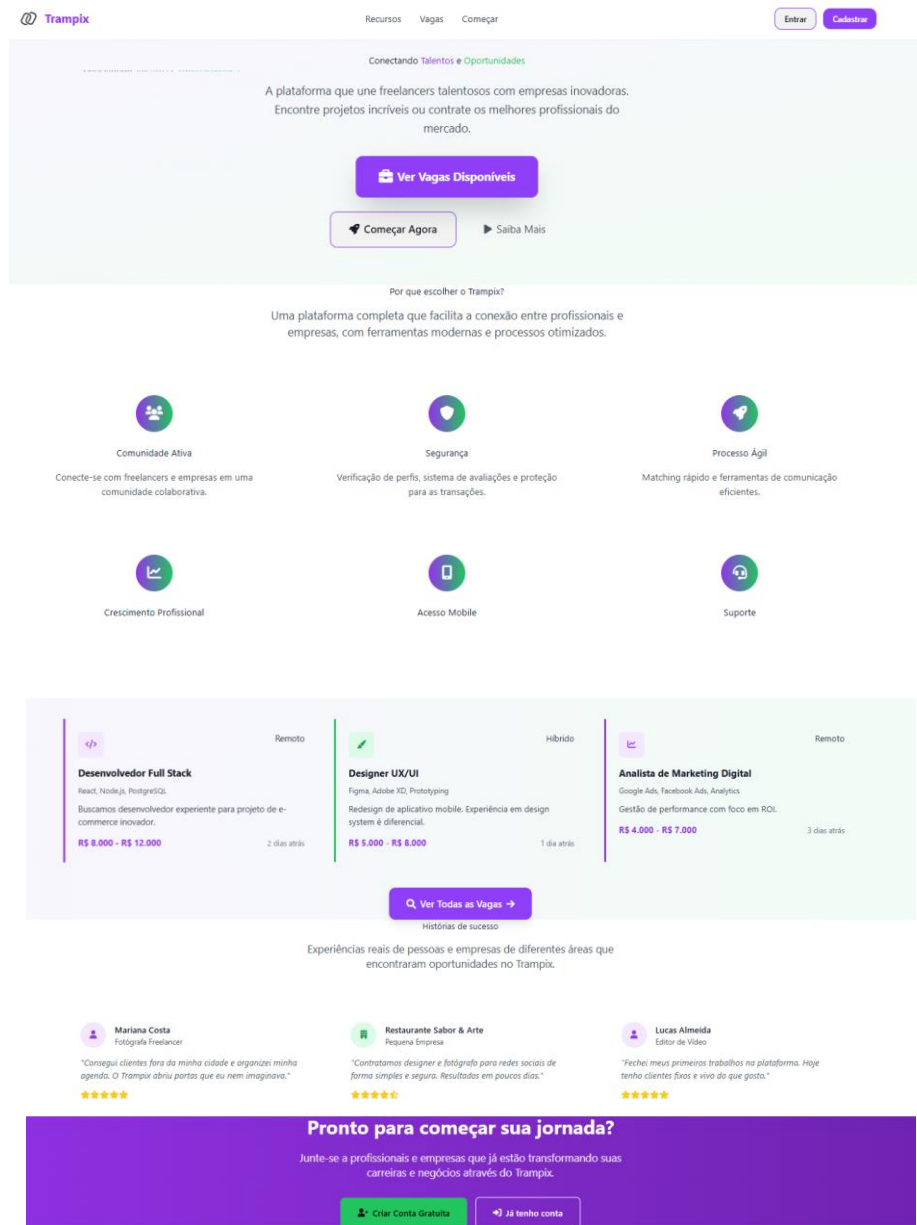 Trampix
Recursos Vagas Começar
Entrar Cadastrar
Conectando Talentos e Oportunidades
A plataforma que une freelancers talentosos com empresas inovadoras.
Encontre projetos incríveis ou contrate os melhores profissionais do
mercado.
Ver Vagas Disponíveis
Começar Agora
Saiba Mais
Por que escolher o Trampix?
Uma plataforma completa que facilita a conexão entre profissionais e
empresas, com ferramentas modernas e processos otimizados.
Comunidade Ativa
Conecte-se com freelancers e empresas em uma
comunidade colaborativa.
Segurança
Verificação de perfis, sistema de avaliações e proteção
para as transações.
Processo Ágil
Matching rápido e ferramentas de comunicação
eficientes.
Crescimento Profissional
Acesso Mobile
Suporte
Remoto
Desenvolvedor Full Stack
React, Node.js, PostgreSQL
Buscamos desenvolvedor experiente para projeto de e-
commerce inovador.
R$ 8.000 - R$ 12.000
2 dias atrás
Híbrido
Designer UX/UI
Figma, Adobe XD, Prototyping
Redesign de aplicativo mobile. Experiência em design
system é diferencial.
R$ 5.000 - R$ 8.000
1 dia atrás
Remoto
Analista de Marketing Digital
Google Ads, Facebook Ads, Analytics
Gestão de performance com foco em ROI.
R$ 4.000 - R$ 7.000
3 dias atrás
Ver Todas as Vagas →
Histórias de sucesso
Experiências reais de pessoas e empresas de diferentes áreas que
encontraram oportunidades no Trampix.
Mariana Costa
Fotógrafa Freelancer
"Consegui clientes fora da minha cidade e organizei minha
agenda. O Trampix abriu portas que eu nem imaginava."
Restaurante Sabor & Arte
Pequena Empresa
"Contratamos designer e fotógrafo para redes sociais de
forma simples e segura. Resultados em poucos dias."
Lucas Almeida
Editor de Vídeo
"Fechei meus primeiros trabalhos na plataforma. Hoje
tenho clientes fixos e vivo do que gosto."
Pronto para começar sua jornada?
Junte-se a profissionais e empresas que já estão transformando suas
carreiras e negócios através do Trampix.
Criar Conta Gratuita
Já tenho conta